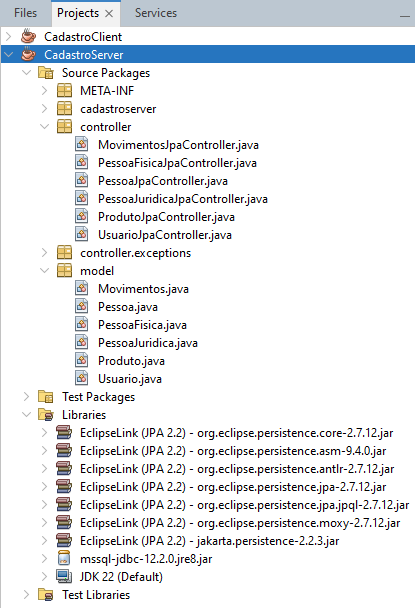 Files Projects Services
CadastroClient
CadastroServer
Source Packages
META-INF
cadastroserver
controller
MovimentosJpaController.java
PessoaFisicaJpaController.java
PessoaJpaController.java
PessoaJuridicaJpaController.java
ProdutoJpaController.java
UsuarioJpaController.java
controller.exceptions
model
Movimentos.java
Pessoa.java
PessoaFisica.java
PessoaJuridica.java
Produto.java
Usuario.java
Test Packages
Libraries
EclipseLink (JPA 2.2) - org.eclipse.persistence.core-2.7.12.jar
EclipseLink (JPA 2.2) - org.eclipse.persistence.asm-9.4.0.jar
EclipseLink (JPA 2.2) - org.eclipse.persistence.antlr-2.7.12.jar
EclipseLink (JPA 2.2) - org.eclipse.persistence.jpa-2.7.12.jar
EclipseLink (JPA 2.2) - org.eclipse.persistence.jpa.jpql-2.7.12.jar
EclipseLink (JPA 2.2) - org.eclipse.persistence.moxy-2.7.12.jar
EclipseLink (JPA 2.2) - jakarta.persistence-2.2.3.jar
mssql-jdbc-12.2.0.jre8.jar
JDK 22 (Default)
Test Libraries